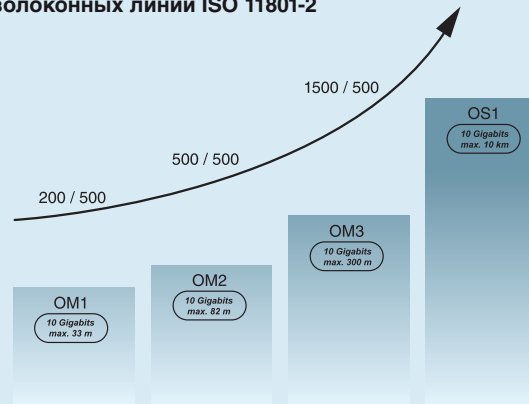 волоконных линий ISO 11801-2
1500 / 500
500 / 500
200 / 500
OS1
10 Gigabits
max. 10 km
OM3
10 Gigabits
max. 300 m
OM2
10 Gigabits
max. 82 m
OM1
10 Gigabits
max. 33 m